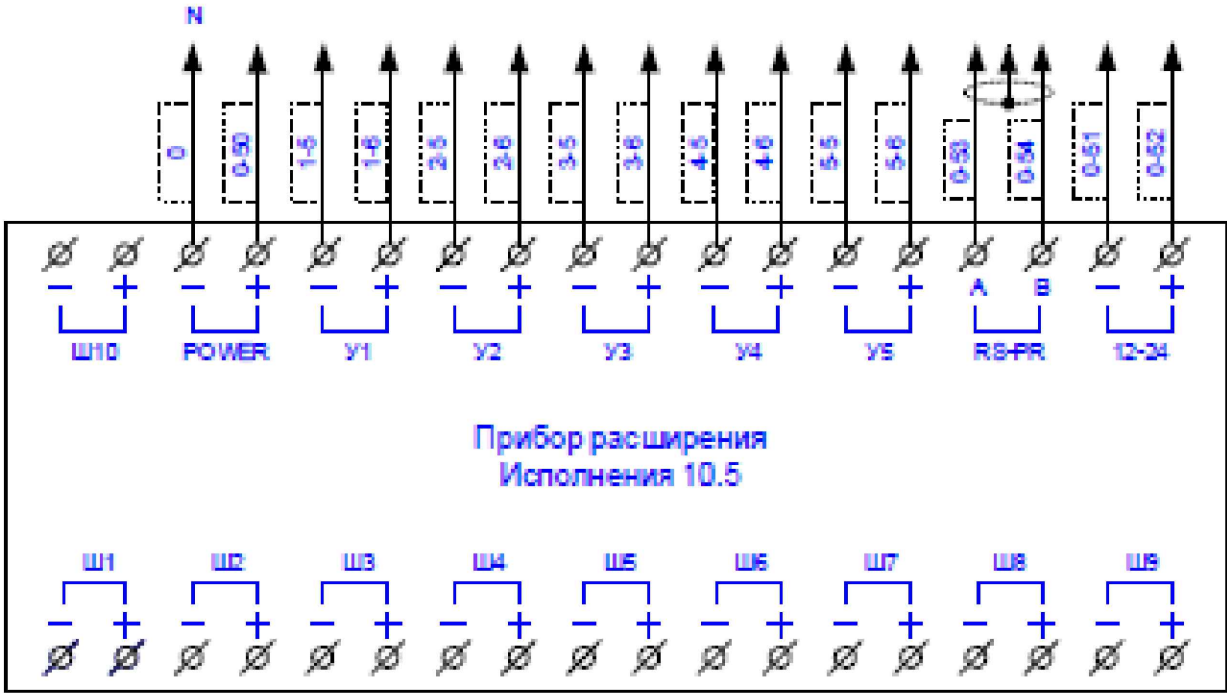 N
0 0-50 1-5 1-6 2-5 2-6 3-5 3-6 4-5 4-6 5-5 5-6 0-53 0-54 0-51 0-52
− + − + − + − + − + − + − + A B − +
Ш10 POWER У1 У2 У3 У4 У5 RS-PR 12-24
Прибор расширения
Исполнения 10.5
Ш1 Ш2 Ш3 Ш4 Ш5 Ш6 Ш7 Ш8 Ш9
− + − + − + − + − + − + − + − + − +